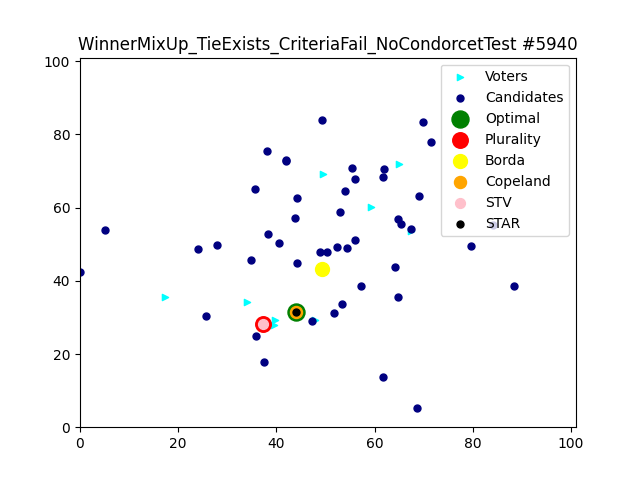 WinnerMixUp_TieExists_CriteriaFail_NoCondorcetTest #5940
100
80
60
40
20
0
0
20
40
60
80
100
Voters
Candidates
Optimal
Plurality
Borda
Copeland
STV
STAR